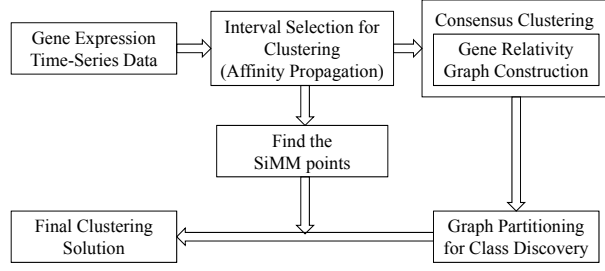 Gene Expression
Time-Series Data
Interval Selection for
Clustering
(Affinity Propagation)
Consensus Clustering
Gene Relativity
Graph Construction
Find the
SiMM points
Final Clustering
Solution
Graph Partitioning
for Class Discovery